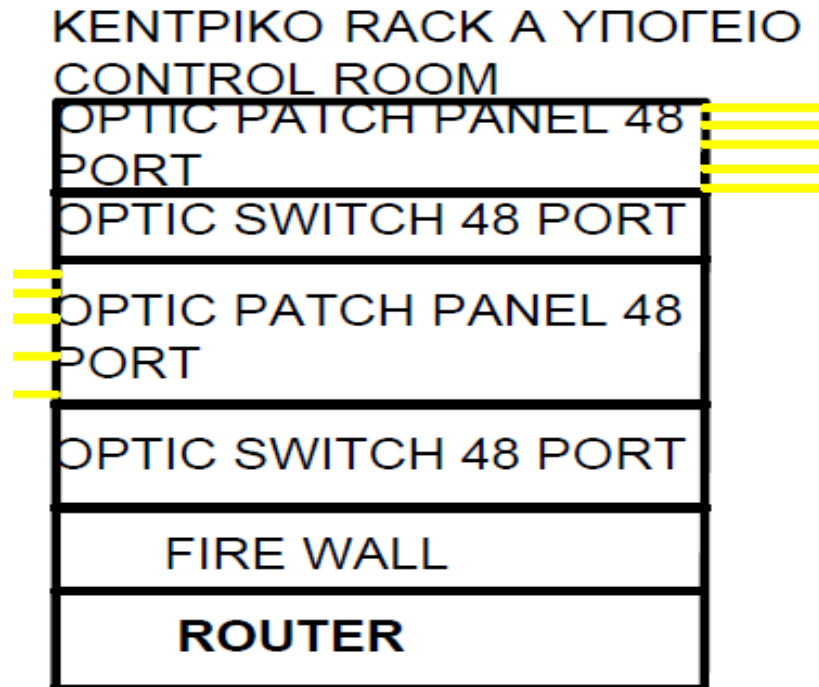 ΚΕΝΤΡΙΚΟ RACK Α ΥΠΟΓΕΙΟ
CONTROL ROOM
OPTIC PATCH PANEL 48
PORT
OPTIC SWITCH 48 PORT
OPTIC PATCH PANEL 48
PORT
OPTIC SWITCH 48 PORT
FIRE WALL
ROUTER